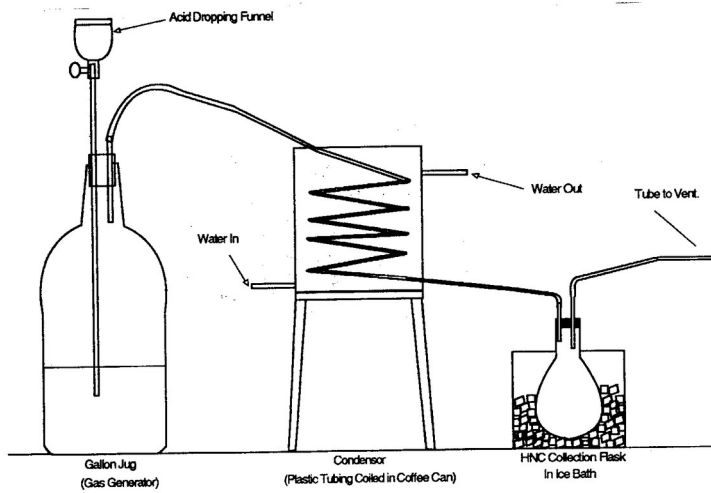 Acid Dropping Funnel
Water Out
Tube to Vent.
Water In
Gallon Jug
(Gas Generator)
Condensor
(Plastic Tubing Coiled in Coffee Can)
HNC Collection Flask
In Ice Bath